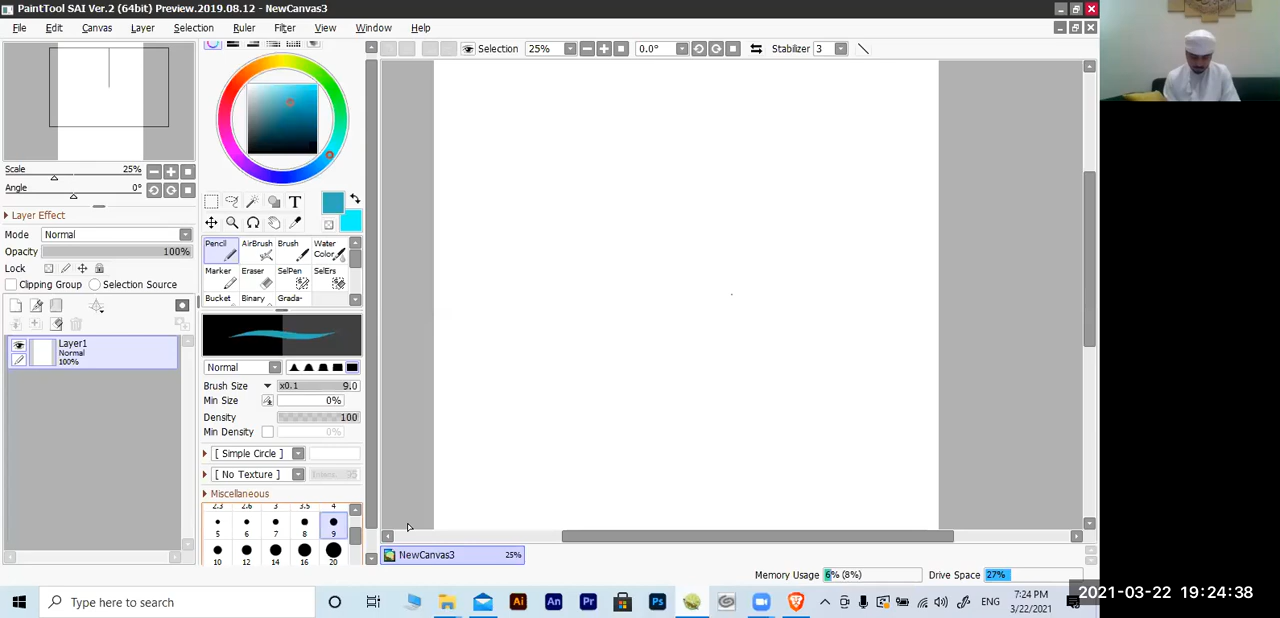 PaintTool SAI Ver.2 (64bit) Preview.2019.08.12 - NewCanvas3
File Edit Canvas Layer Selection Ruler Filter View Window Help
Selection 25% 0.0° Stabilizer 3
Scale 25%
Angle 0°
Layer Effect
Mode Normal
Opacity 100%
Lock
Clipping Group Selection Source
Layer1
Normal
100%
T
Pencil AirBrush Brush Water Color
Marker Eraser SelPen SelErs
Bucket Binary Grada-
Normal
Brush Size x0.1 9.0
Min Size 0%
Density 100
Min Density 0%
[ Simple Circle ]
[ No Texture ] Intens. 95
Miscellaneous
2.3 2.6 3 3.5 4
5 6 7 8 9
10 12 14 16 20
NewCanvas3 25%
Memory Usage 6% (8%) Drive Space 27%
Type here to search
Ai An Pr Ps
ENG
7:24 PM
3/22/2021
2021-03-22 19:24:38